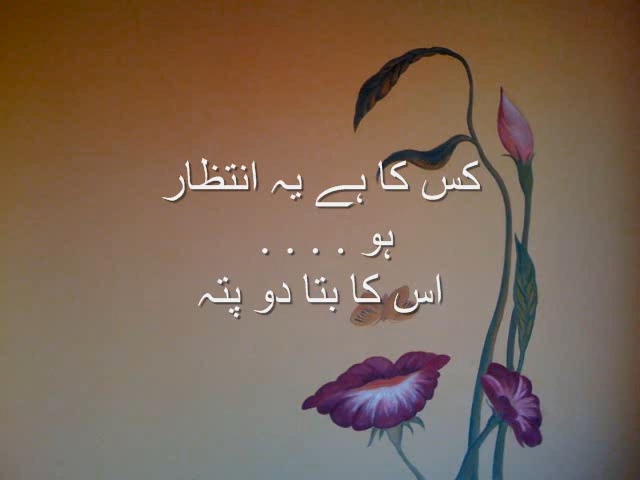 کس کا ہے یہ انتظار
ہو . . . .
اس کا بتا دو پتہ